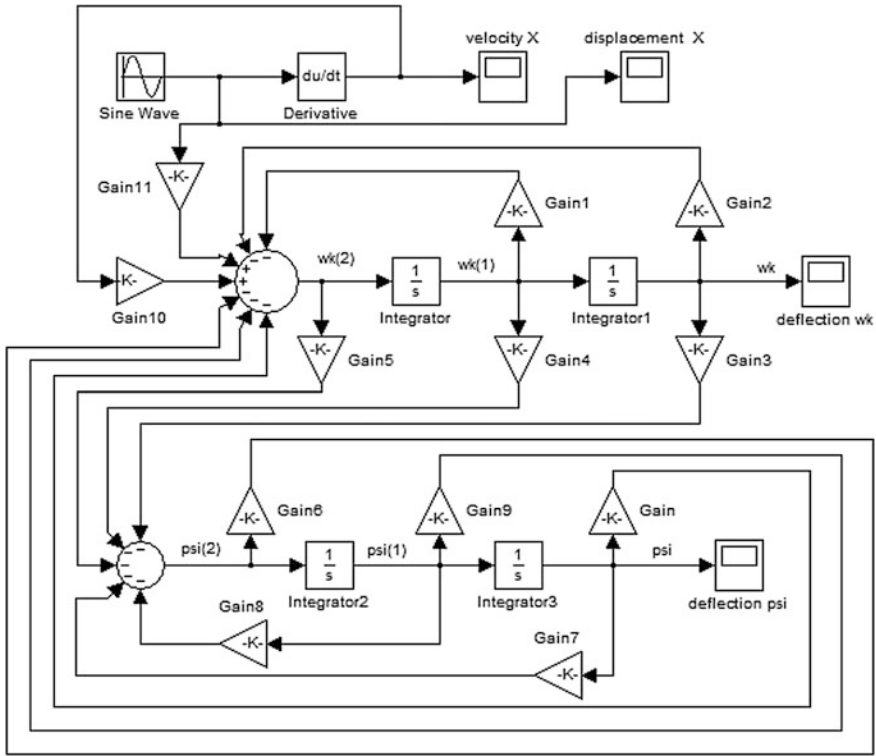 velocity X
displacement X
du/dt
Sine Wave
Derivative
-K-
Gain11
-K-
Gain1
-K-
Gain2
K-
Gain10
wk(2)
1
s
Integrator
wk(1)
1
s
Integrator1
wk
deflection wk
-K-
Gain5
-K-
Gain4
-K-
Gain3
-K-
Gain6
-K-
Gain9
-K-
Gain
psi(2)
1
s
Integrator2
psi(1)
1
s
Integrator3
psi
deflection psi
Gain8
-K-
Gain7
-K-